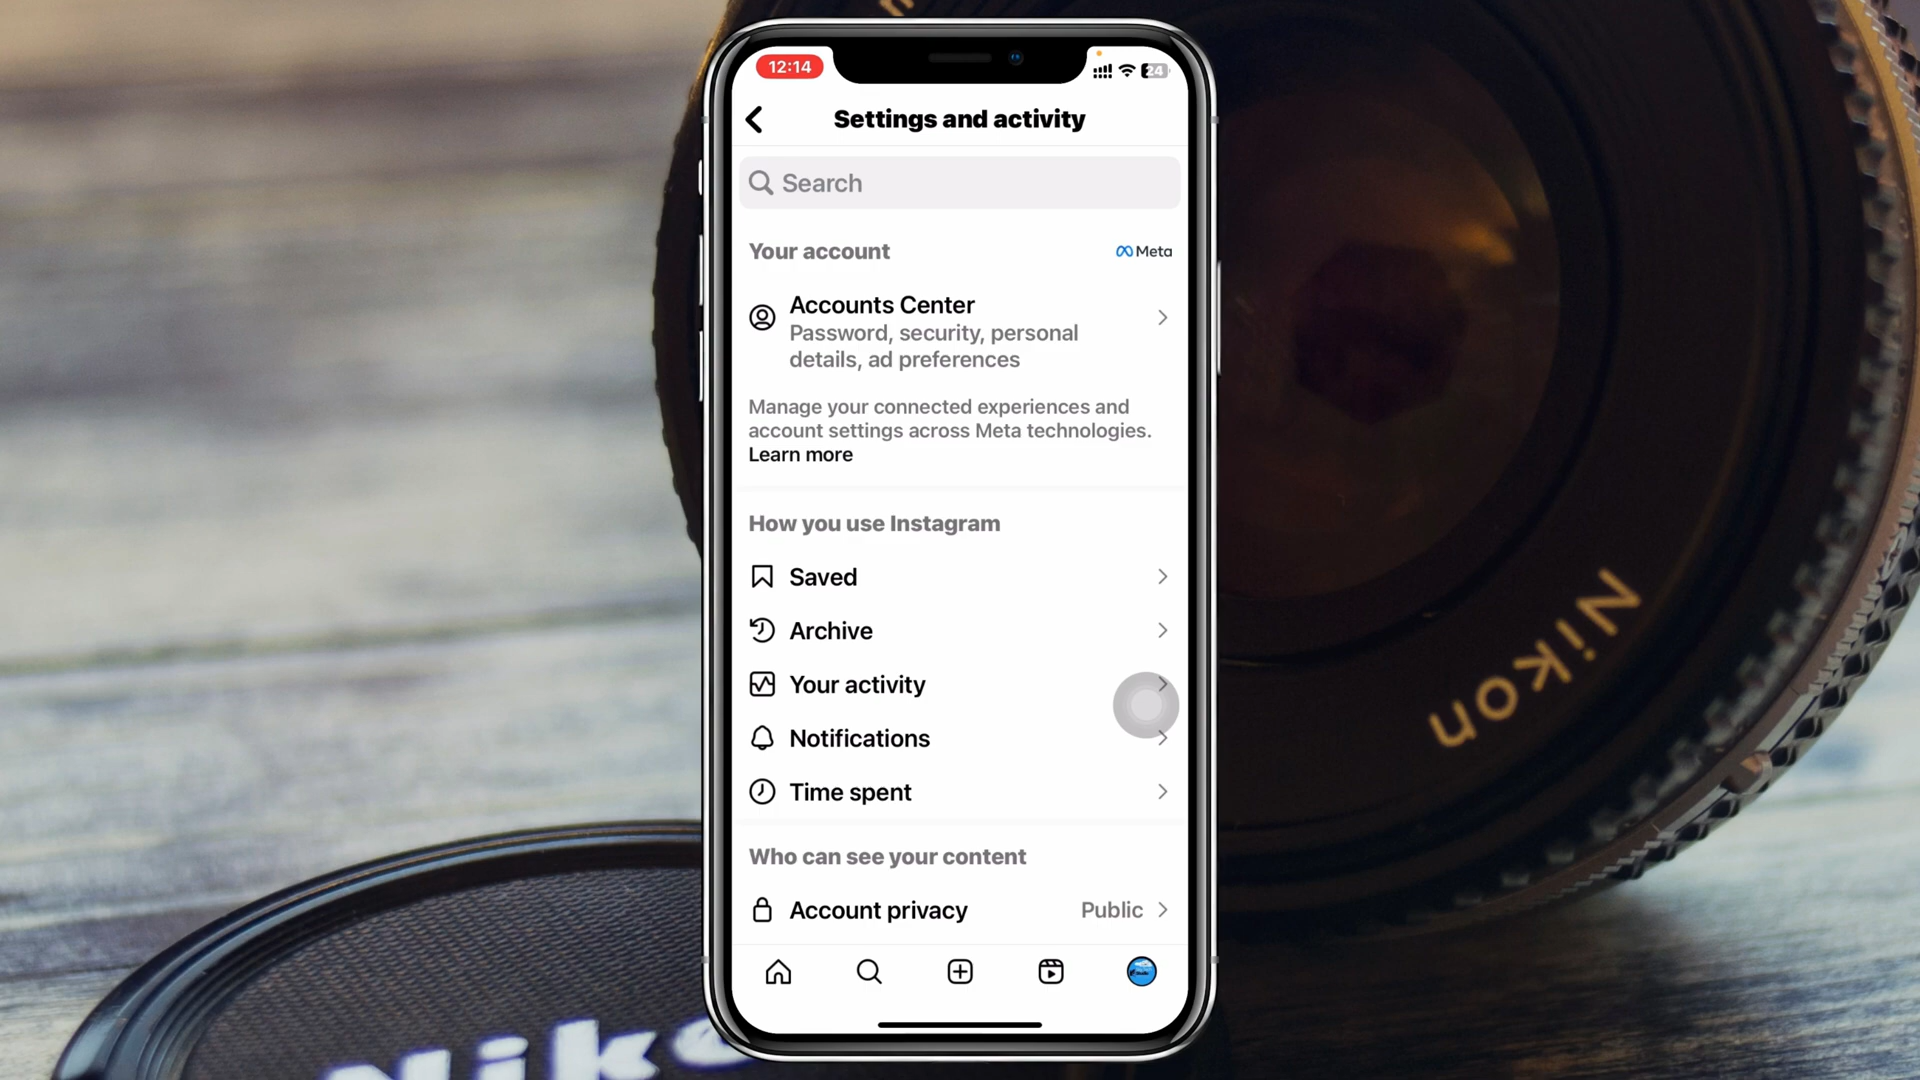 12:14
24
Settings and activity
Search
Your account
Meta
Accounts Center
Password, security, personal
details, ad preferences
Manage your connected experiences and
account settings across Meta technologies.
Learn more
How you use Instagram
Saved
Archive
Your activity
Notifications
Time spent
Who can see your content
Account privacy
Public
Nikon
Nik